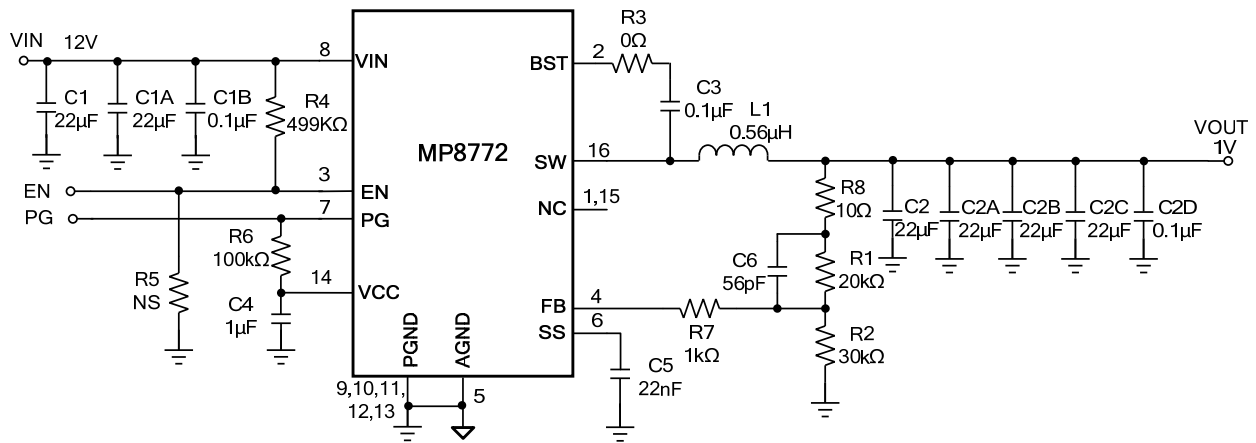 VIN
12V
8
VIN
C1
22µF
C1A
22µF
C1B
0.1µF
R4
499KΩ
EN
3
EN
PG
7
PG
R6
100kΩ
R5
NS
14
VCC
C4
1µF
MP8772
PGND
AGND
9,10,11,
12,13
5
BST
2
R3
0Ω
C3
0.1µF
L1
0.56µH
SW
16
NC
1,15
FB
4
SS
6
R7
1kΩ
C5
22nF
C6
56pF
R8
10Ω
R1
20kΩ
R2
30kΩ
C2
22µF
C2A
22µF
C2B
22µF
C2C
22µF
C2D
0.1µF
VOUT
1V